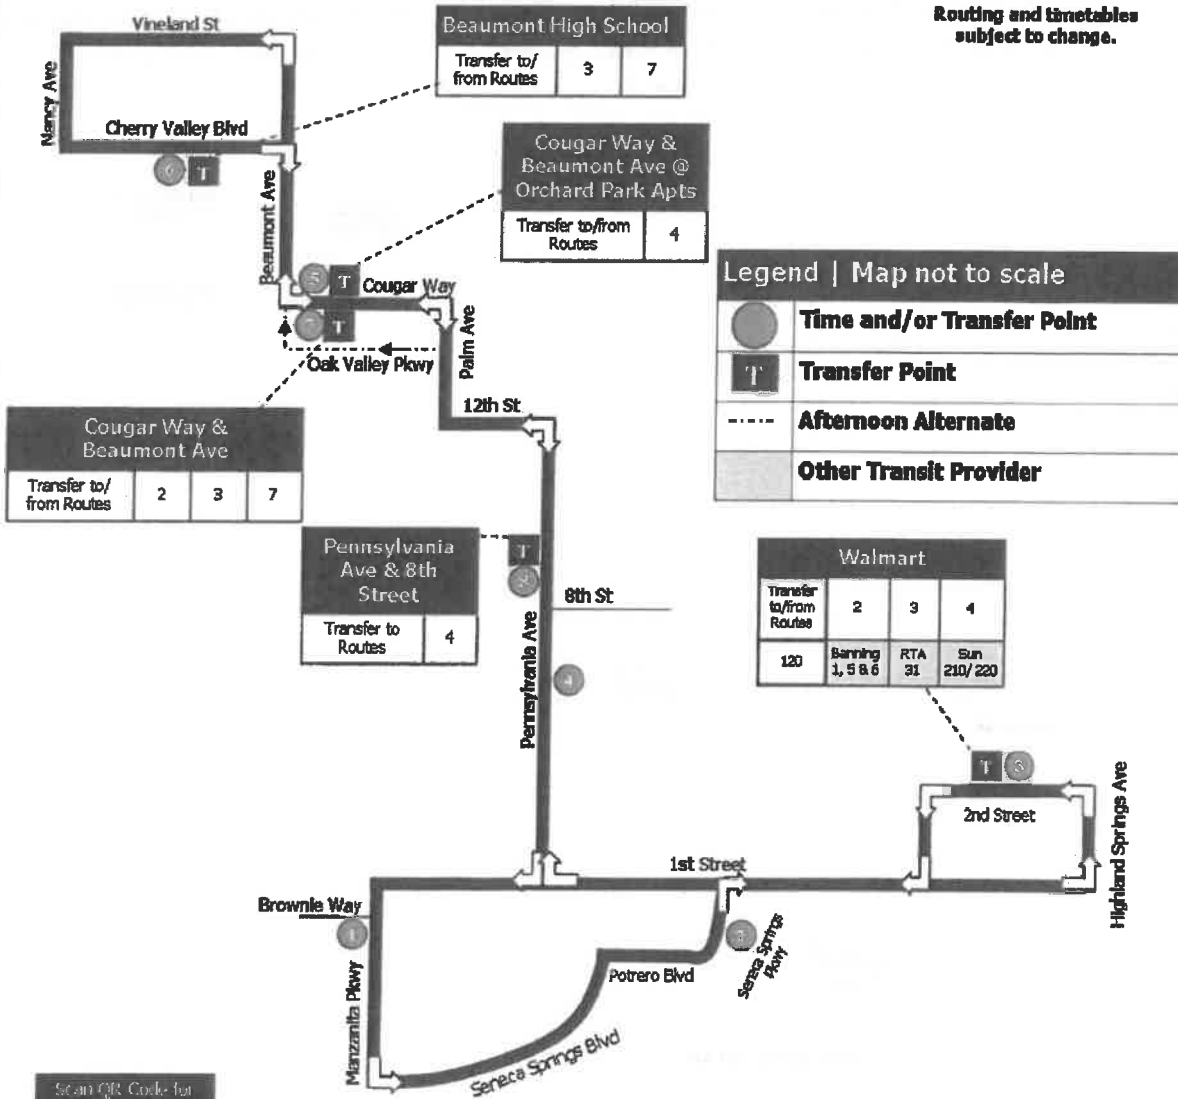 Routing and timetables
subject to change.
Vineland St
Nancy Ave
Cherry Valley Blvd
6
T
Beaumont High School
Transfer to/
from Routes
3
7
Cougar Way &
Beaumont Ave @
Orchard Park Apts
Transfer to/from
Routes
4
Beaumont Ave
5
T
Cougar Way
7
T
Oak Valley Pkwy
Palm Ave
12th St
Legend | Map not to scale
Time and/or Transfer Point
T
Transfer Point
Afternoon Alternate
Other Transit Provider
Cougar Way &
Beaumont Ave
Transfer to/
from Routes
2
3
7
Pennsylvania
Ave & 8th
Street
Transfer to
Routes
4
T
8th St
Pennsylvania Ave
4
Walmart
Transfer
to/from
Routes
2
3
4
120
Banning
1, 5 & 6
RTA
31
Sun
210/ 220
T
3
2nd Street
Highland Springs Ave
1st Street
Brownie Way
1
Manzanita Pkwy
2
Seneca Springs
Pkwy
Potrero Blvd
Seneca Springs Blvd
Scan QR Code for